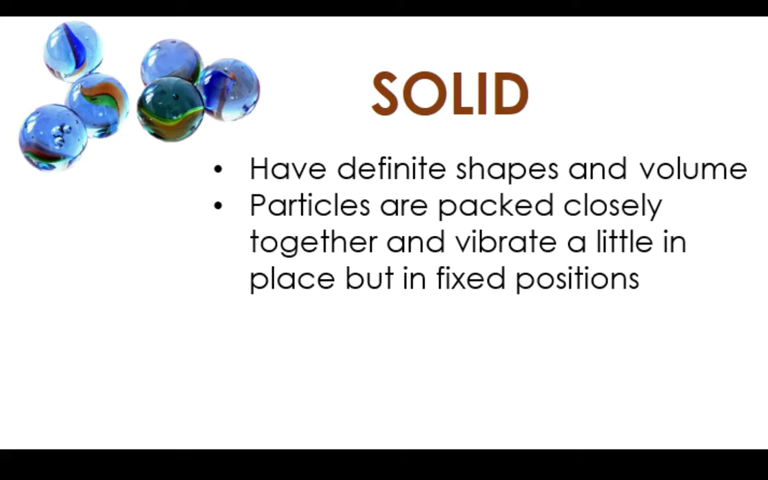 SOLID
• Have definite shapes and volume
• Particles are packed closely
together and vibrate a little in
place but in fixed positions